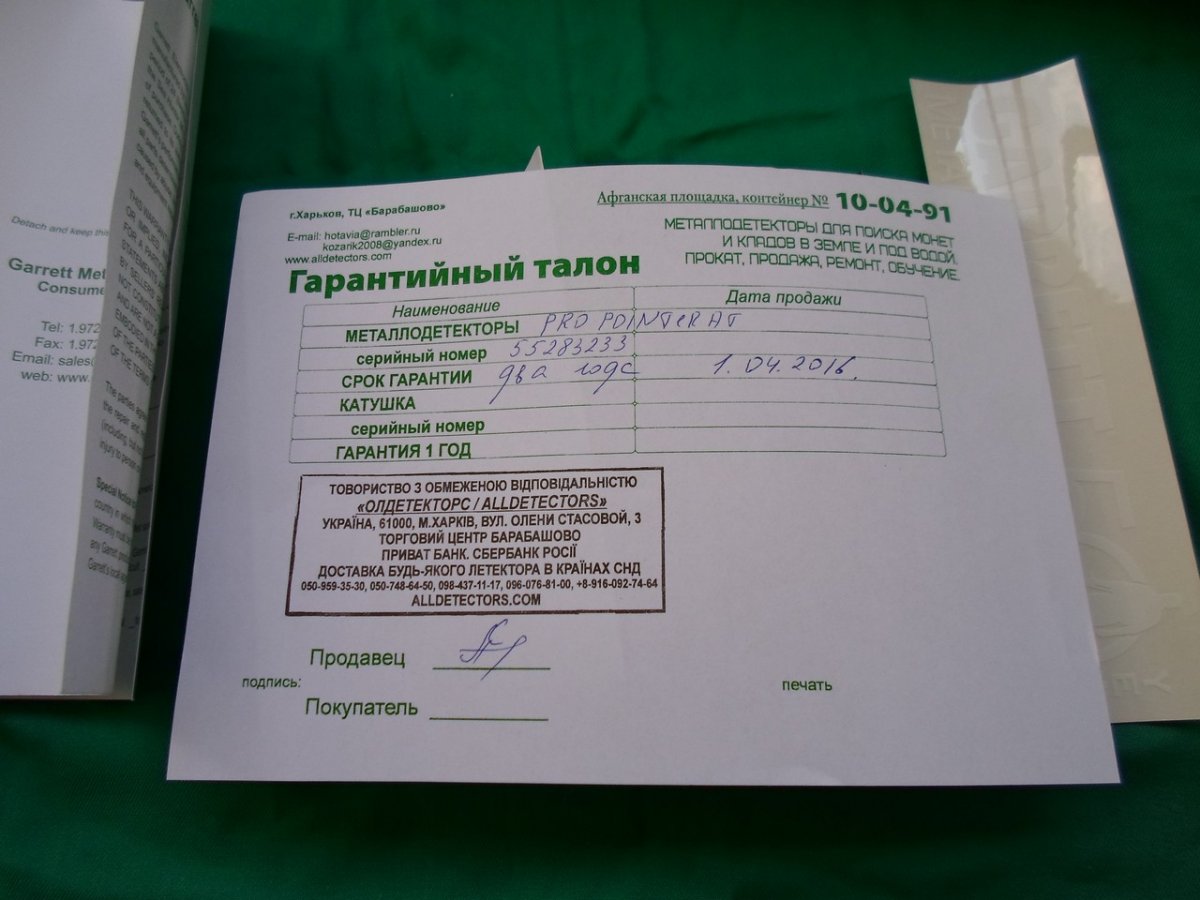 Detach and keep this
Garrett Met
Consume
Tel: 1.972
Fax: 1.972
Email: sales
web: www.
г.Харьков, ТЦ «Барабашово»
E-mail: hotavia@rambler.ru
kozarik2008@yandex.ru
www.alldetectors.com
Афганская площадка, контейнер № 10-04-91
МЕТАЛЛОДЕТЕКТОРЫ ДЛЯ ПОИСКА МОНЕТ
И КЛАДОВ В ЗЕМЛЕ И ПОД ВОДОЙ.
ПРОКАТ, ПРОДАЖА, РЕМОНТ, ОБУЧЕНИЕ.
Гарантийный талон
Наименование Дата продажи
МЕТАЛЛОДЕТЕКТОРЫ PRO POINTER AT
серийный номер 55283233
СРОК ГАРАНТИИ два года 1.04.2016.
КАТУШКА
серийный номер
ГАРАНТИЯ 1 ГОД
ТОВОРИСТВО З ОБМЕЖЕНОЮ ВІДПОВІДАЛЬНІСТЮ
«ОЛДЕТЕКТОРС / ALLDETECTORS»
УКРАЇНА, 61000, М.ХАРКІВ, ВУЛ. ОЛЕНИ СТАСОВОЙ, 3
ТОРГОВИЙ ЦЕНТР БАРАБАШОВО
ПРИВАТ БАНК. СБЕРБАНК РОСІЇ
ДОСТАВКА БУДЬ-ЯКОГО ЛЕТЕКТОРА В КРАЇНАХ СНД
050-959-35-30, 050-748-64-50, 098-437-11-17, 096-076-81-00, +8-916-092-74-64
ALLDETECTORS.COM
Продавец
подпись:
печать
Покупатель